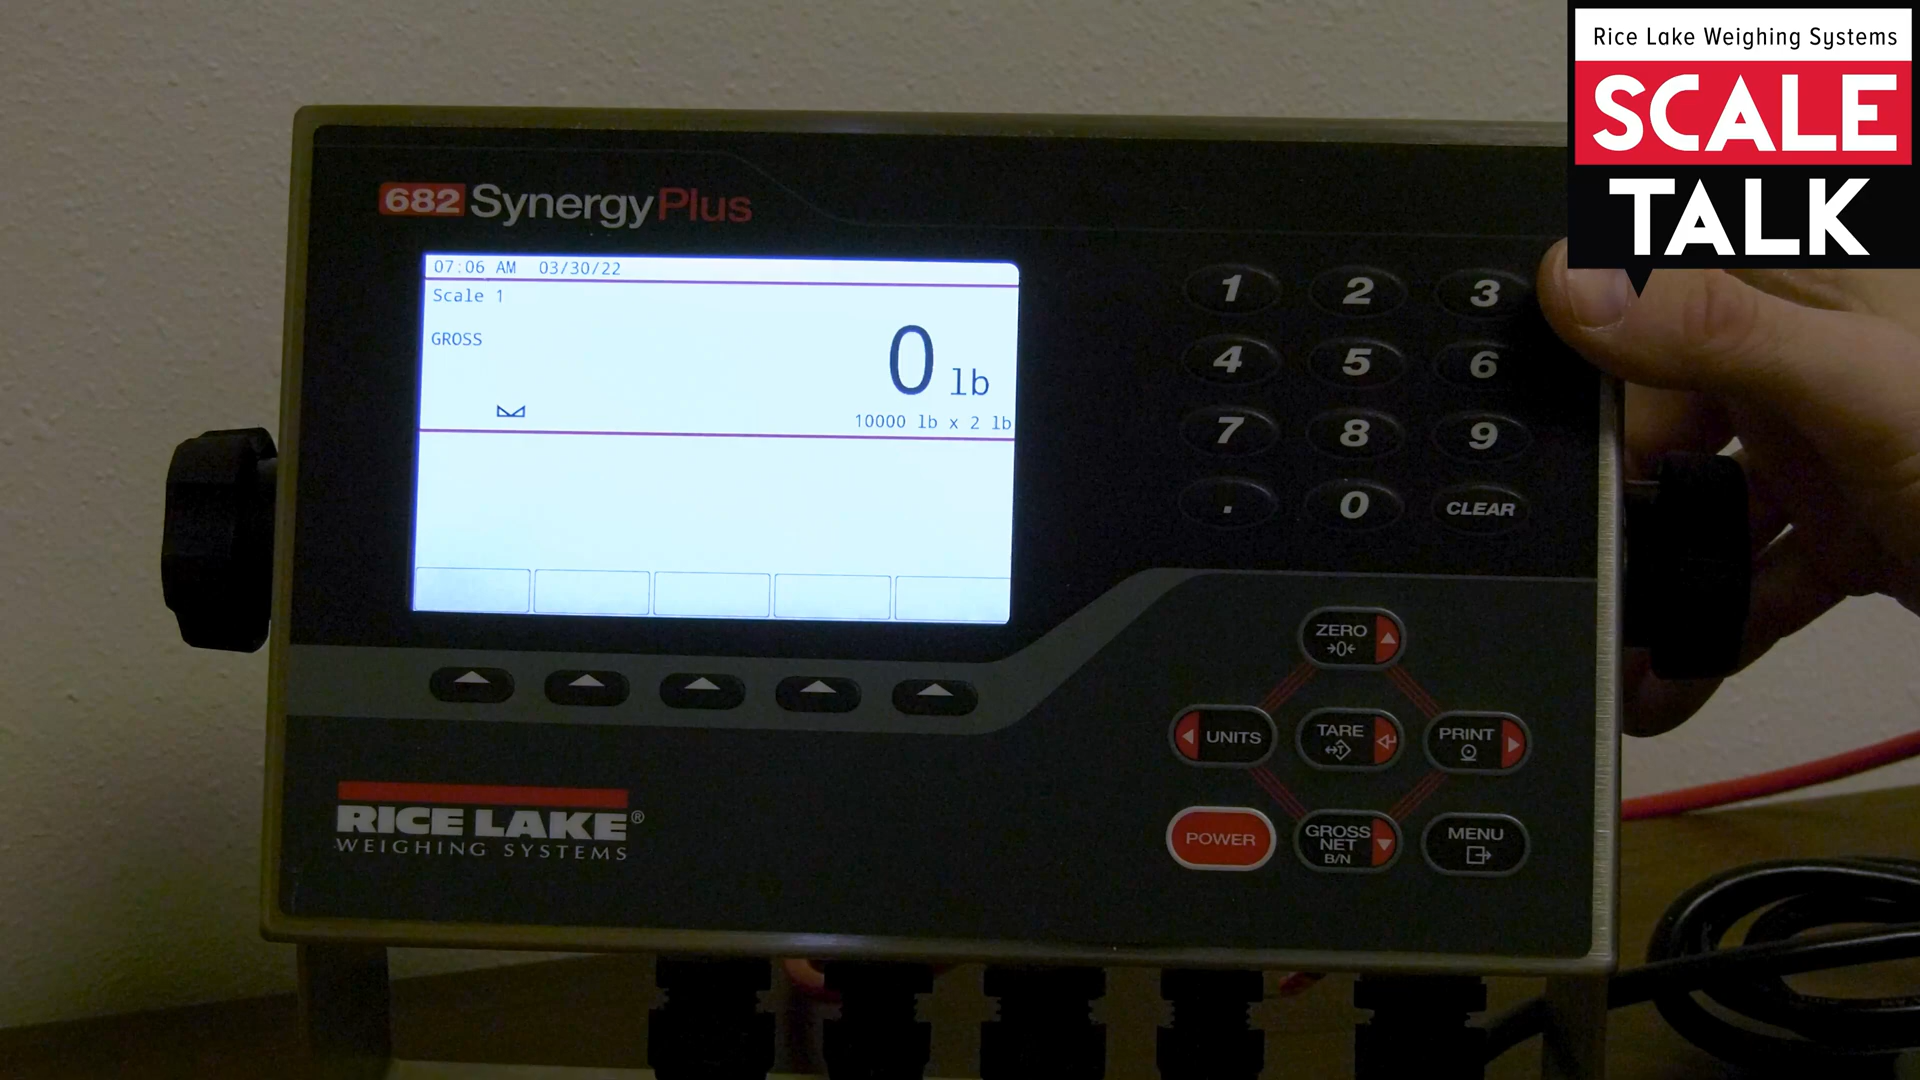 Rice Lake Weighing Systems
SCALE
TALK
682 SynergyPlus
07:06 AM 03/30/22
Scale 1
GROSS
0 lb
10000 lb x 2 lb
1 2 3
4 5 6
7 8 9
. 0 CLEAR
ZERO
→0←
UNITS TARE PRINT
T
POWER GROSS NET B/N MENU
RICE LAKE®
WEIGHING SYSTEMS